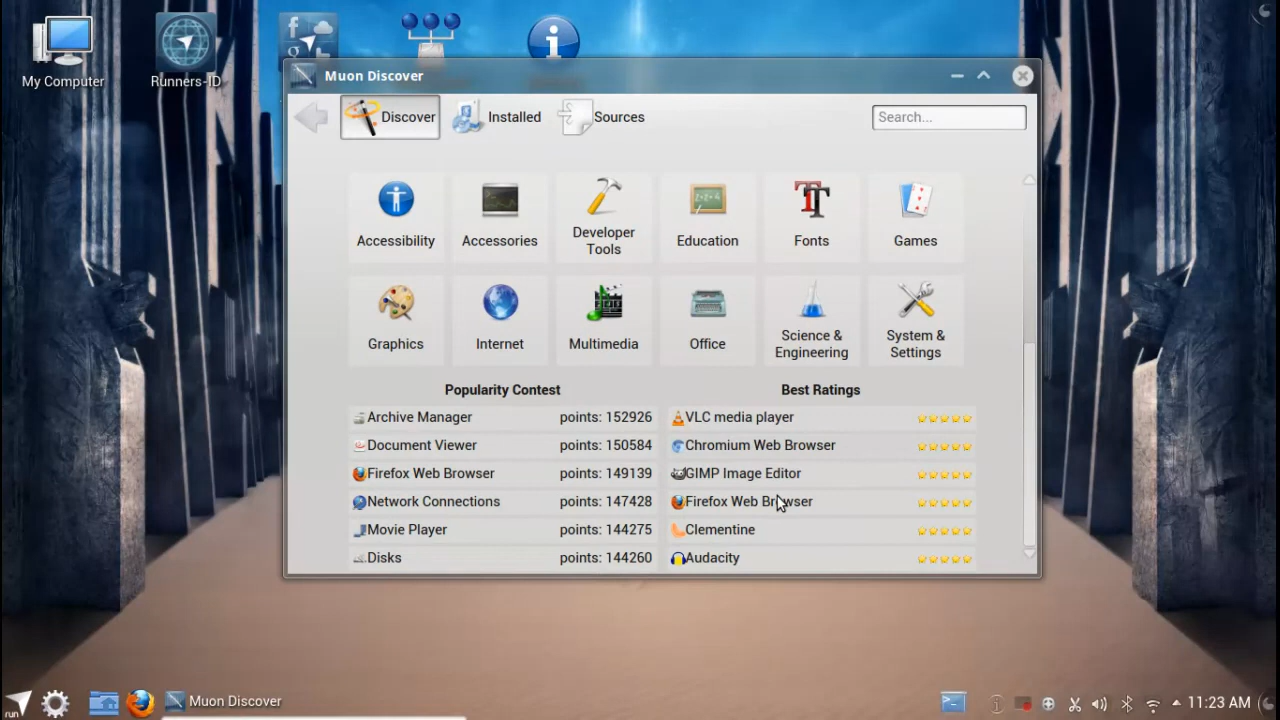 My Computer
Runners-ID
Muon Discover
Discover
Installed
Sources
Search...
Accessibility
Accessories
Developer
Tools
Education
Fonts
Games
Graphics
Internet
Multimedia
Office
Science &
Engineering
System &
Settings
Popularity Contest
Archive Manager points: 152926
Document Viewer points: 150584
Firefox Web Browser points: 149139
Network Connections points: 147428
Movie Player points: 144275
Disks points: 144260
Best Ratings
VLC media player
Chromium Web Browser
GIMP Image Editor
Firefox Web Browser
Clementine
Audacity
run
Muon Discover
11:23 AM